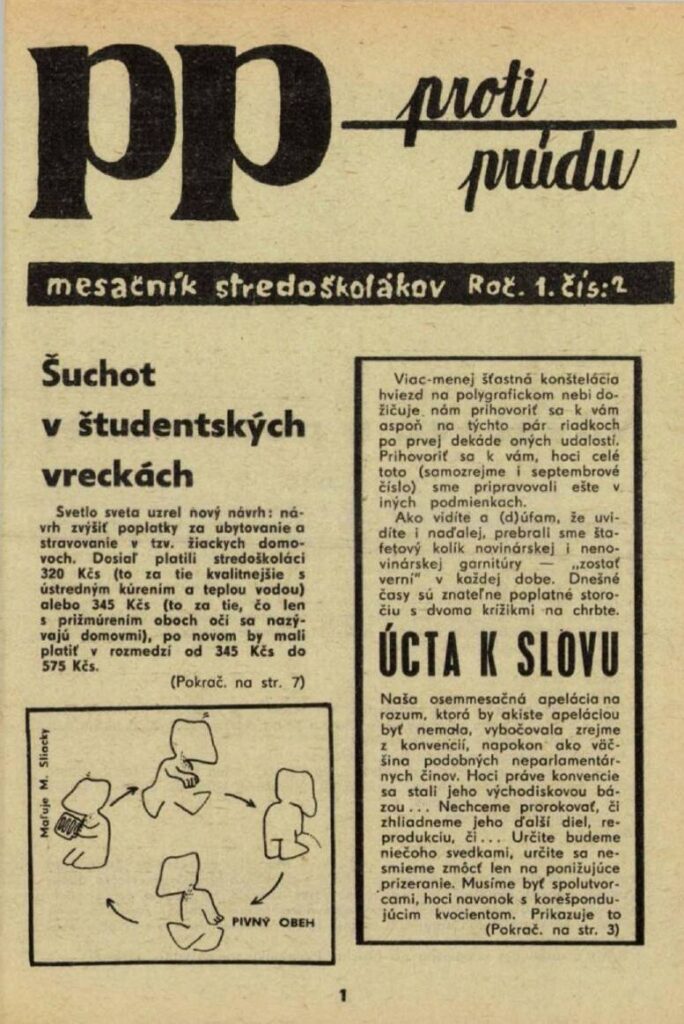 pp
proti
prúdu
mesačník stredoškolákov Roč. 1. čís: 2
Šuchot
v študentských
vreckách
Svetlo sveta uzrel nový návrh: ná-
vrh zvýšiť poplatky za ubytovanie a
stravovanie v tzv. žiackych domo-
voch. Dosiaľ platili stredoškoláci
320 Kčs (to za tie kvalitnejšie s
ústredným kúrením a teplou vodou)
alebo 345 Kčs (to za tie, čo len
s prižmúrením oboch očí sa nazý-
vajú domovmi), po novom by mali
platiť v rozmedzí od 345 Kčs do
575 Kčs.
(Pokrač. na str. 7)
Maľuje M. Sliacky
PIVNÝ OBEH
Viac-menej šťastná konštelácia
hviezd na polygrafickom nebi do-
žičuje nám prihovoriť sa k vám
aspoň na týchto pár riadkoch
po prvej dekáde oných udalostí.
Prihovoriť sa k vám, hoci celé
toto (samozrejme i septembrové
číslo) sme pripravovali ešte v
iných podmienkach.
Ako vidíte a (d)úfam, že uvi-
díte i naďalej, prebrali sme šta-
fetový kolík novinárskej i neno-
vinárskej garnitúry — „zostať
verní" v každej dobe. Dnešné
časy sú znateľne poplatné storo-
čiu s dvoma krížikmi na chrbte.
ÚCTA K SLOVU
Naša osemmesačná apelácia na
rozum, ktorá by akiste apeláciou
byť nemala, vybočovala zrejme
z konvencií, napokon ako väč-
šina podobných neparlamentár-
nych činov. Hoci práve konvencie
sa stali jeho východiskovou bá-
zou... Nechceme prorokovať, či
zhliadneme jeho ďalší diel, re-
produkciu, či... Určite budeme
niečoho svedkami, určite sa ne-
smieme zmôcť len na ponižujúce
prizeranie. Musíme byť spolutvor-
cami, hoci navonok s korešpondu-
júcim kvocientom. Prikazuje to
(Pokrač. na str. 3)
1